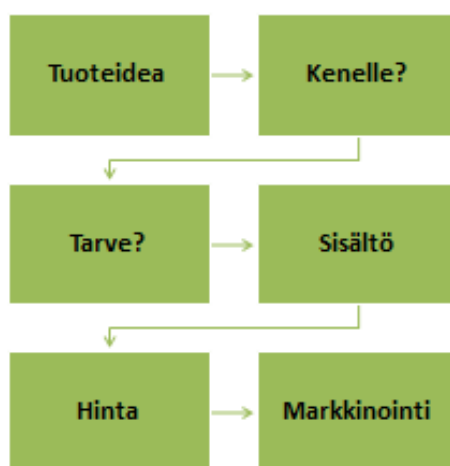 Tuoteidea
Kenelle?
Tarve?
Sisältö
Hinta
Markkinointi